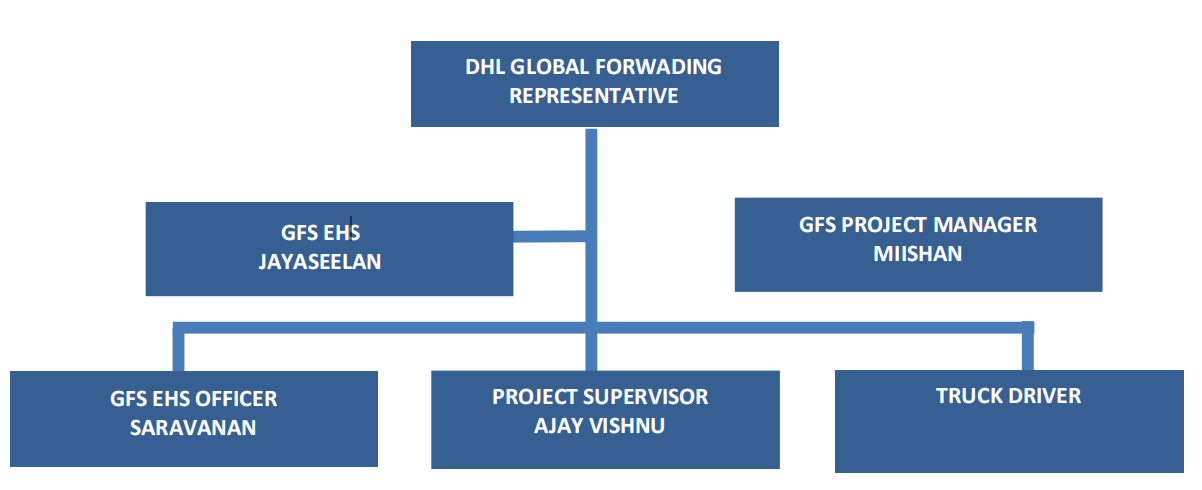 DHL GLOBAL FORWADING
REPRESENTATIVE
GFS EHS
JAYASEELAN
GFS PROJECT MANAGER
MIISHAN
GFS EHS OFFICER
SARAVANAN
PROJECT SUPERVISOR
AJAY VISHNU
TRUCK DRIVER